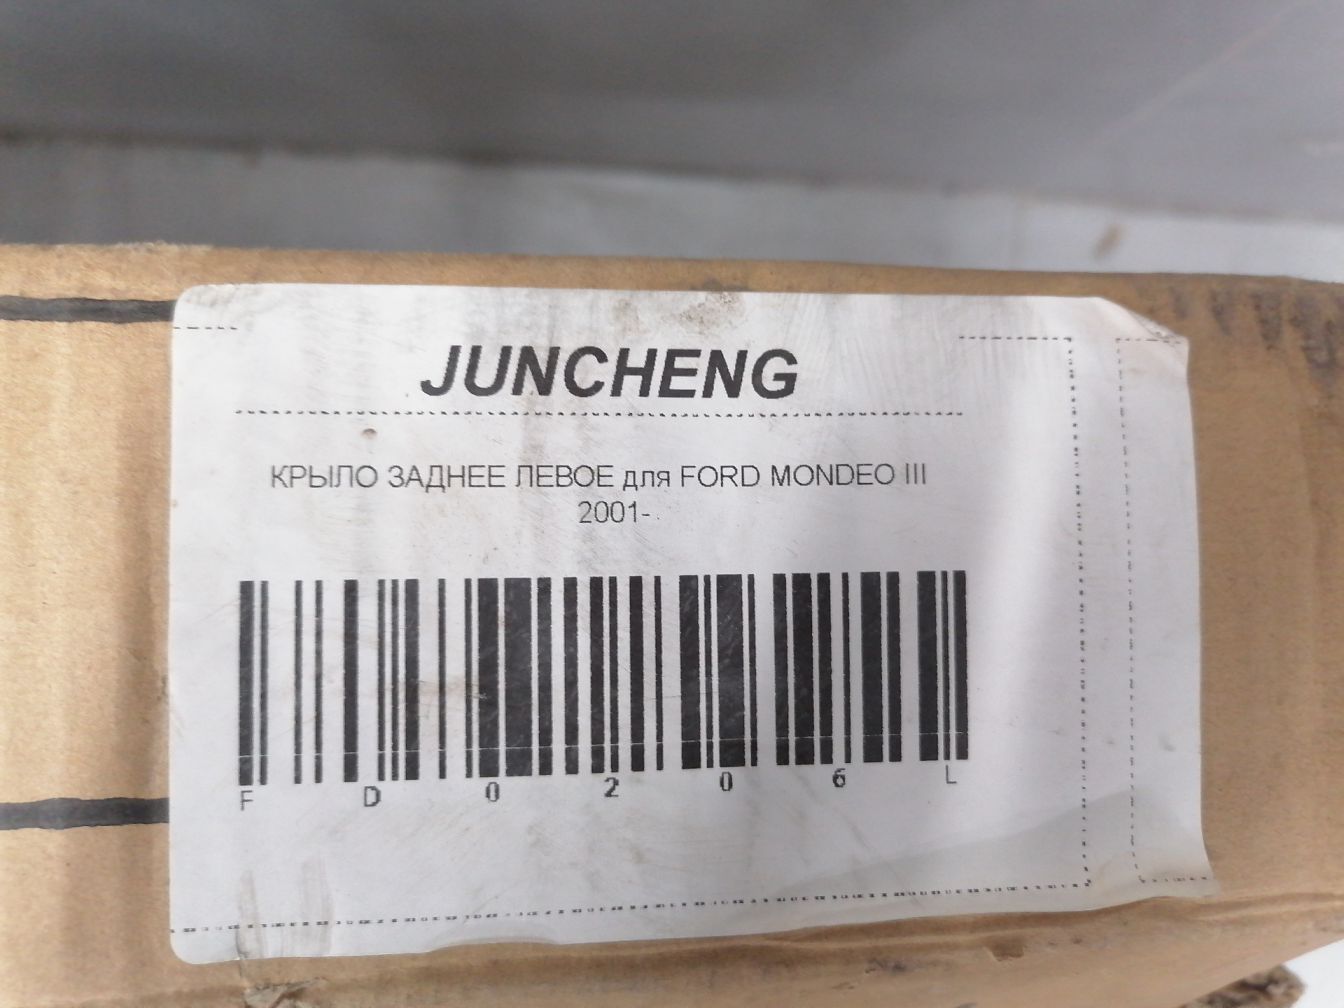 JUNCHENG
КРЫЛО ЗАДНЕЕ ЛЕВОЕ для FORD MONDEO III
2001-
F D 0 2 0 6 L